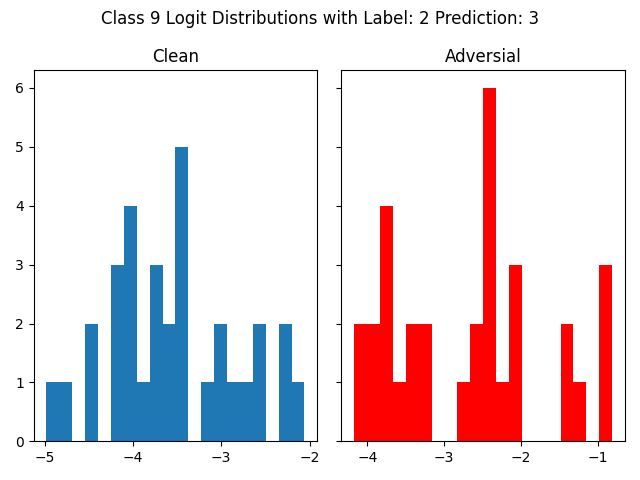 Class 9 Logit Distributions with Label: 2 Prediction: 3
Clean
Adversial
6
5
4
3
2
1
0
−5 −4 −3 −2
−4 −3 −2 −1